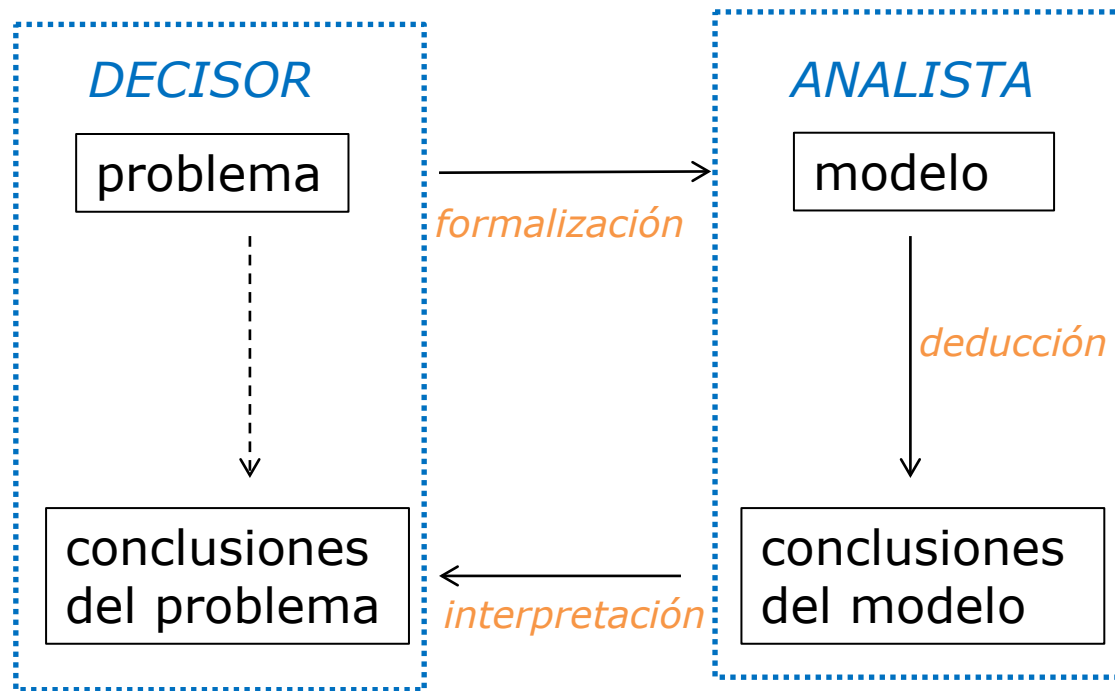 DECISOR
ANALISTA
problema
modelo
formalización
deducción
conclusiones
del problema
interpretación
conclusiones
del modelo